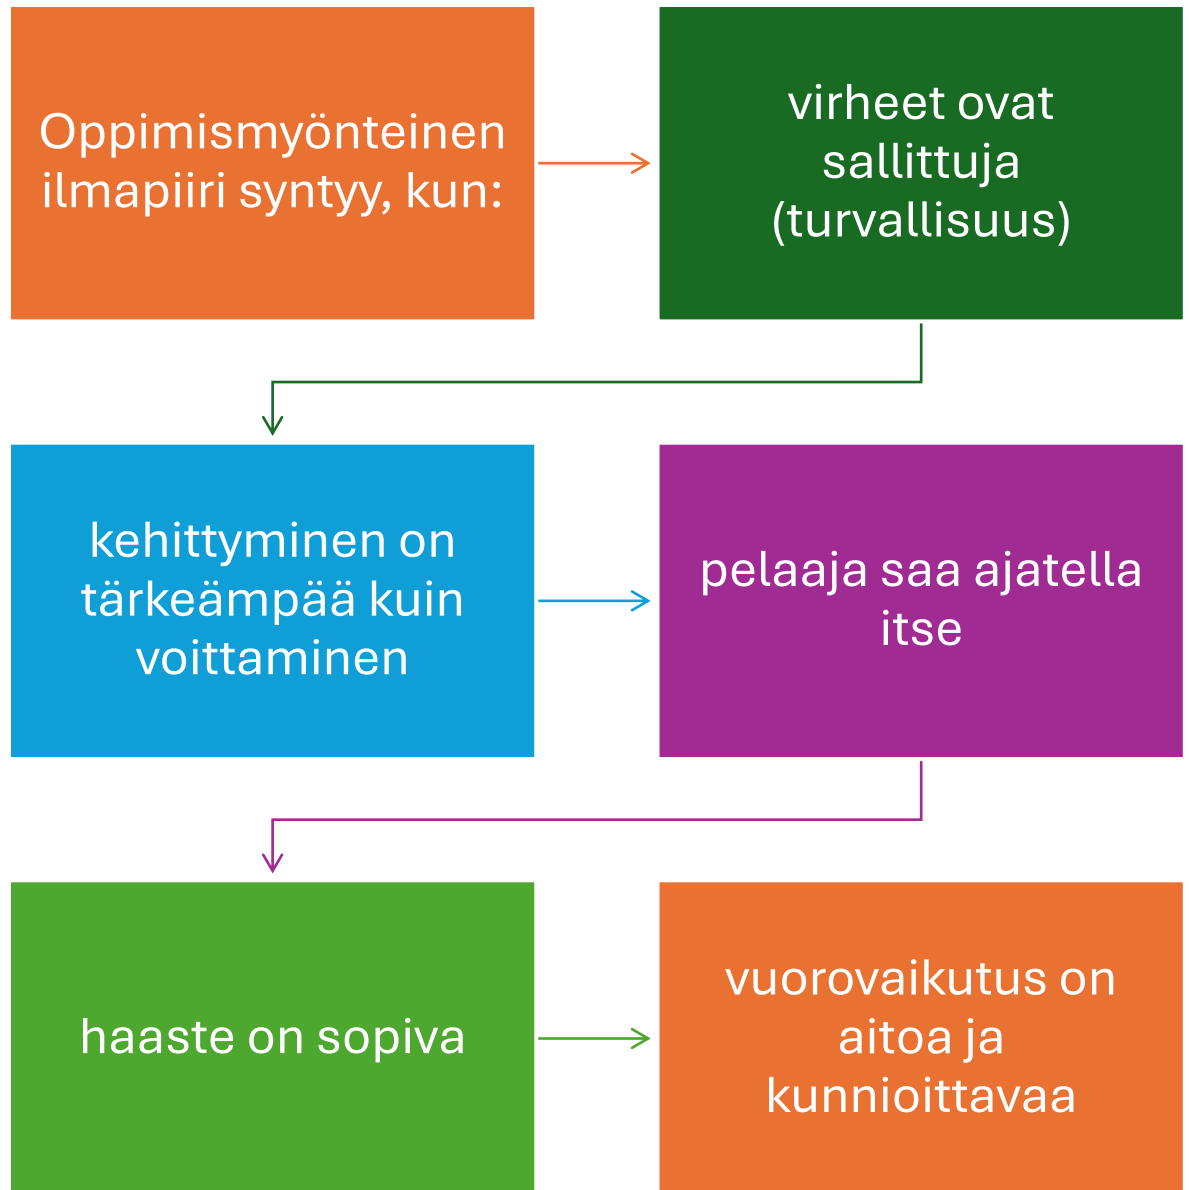 Oppimismyönteinen
ilmapiiri syntyy, kun:
virheet ovat
sallittuja
(turvallisuus)
kehittyminen on
tärkeämpää kuin
voittaminen
pelaaja saa ajatella
itse
haaste on sopiva
vuorovaikutus on
aitoa ja
kunnioittavaa